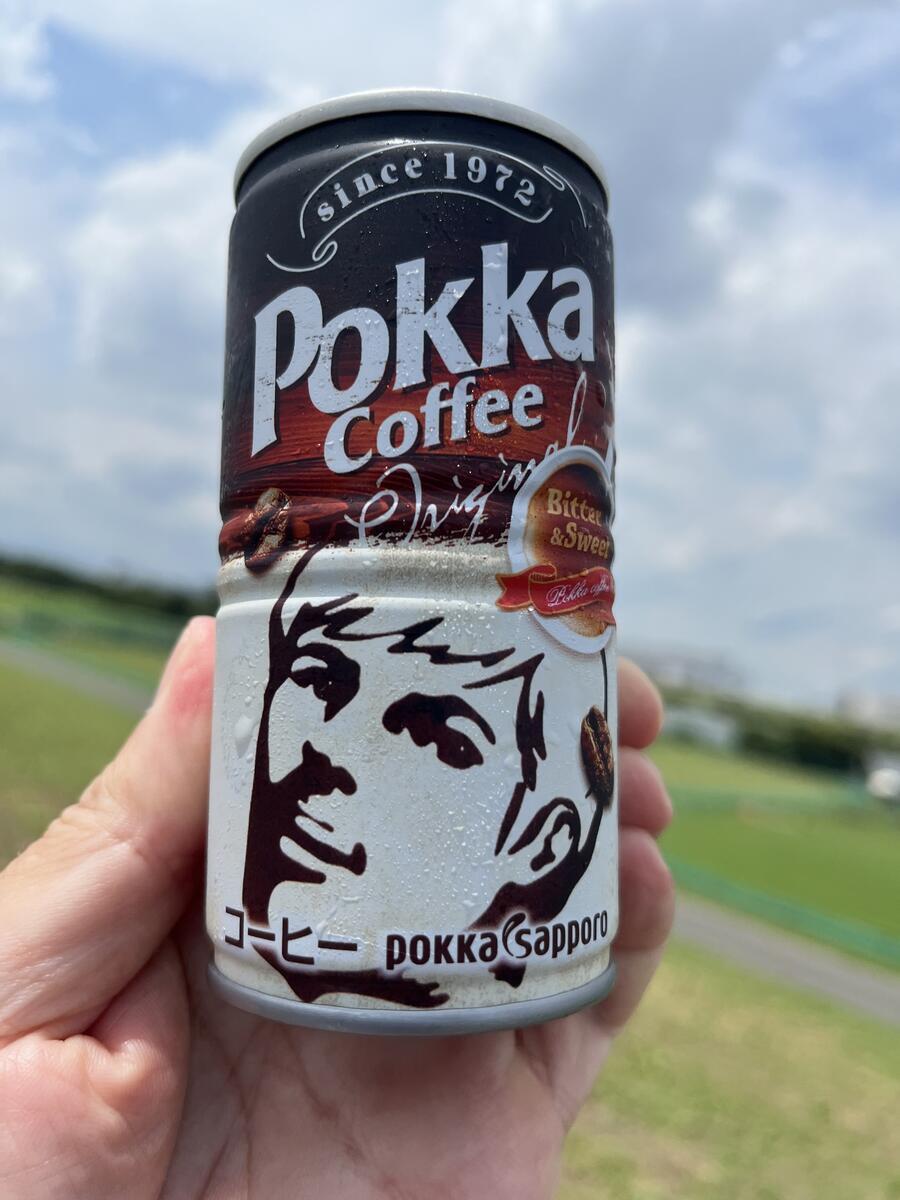 since 1972
Pokka
Coffee
Original
Bitter
&Sweet
Pokka coffee
コーヒー pokka sapporo